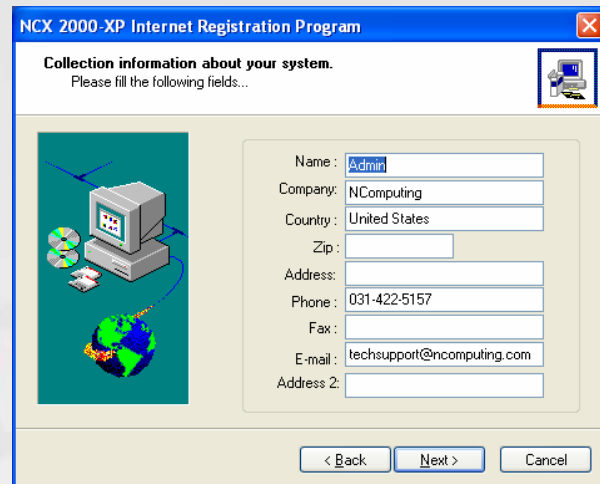 NCX 2000-XP Internet Registration Program
Collection information about your system.
Please fill the following fields...
Name : Admin
Company: NComputing
Country : United States
Zip :
Address:
Phone : 031-422-5157
Fax :
E-mail : techsupport@ncomputing.com
Address 2:
< Back Next > Cancel